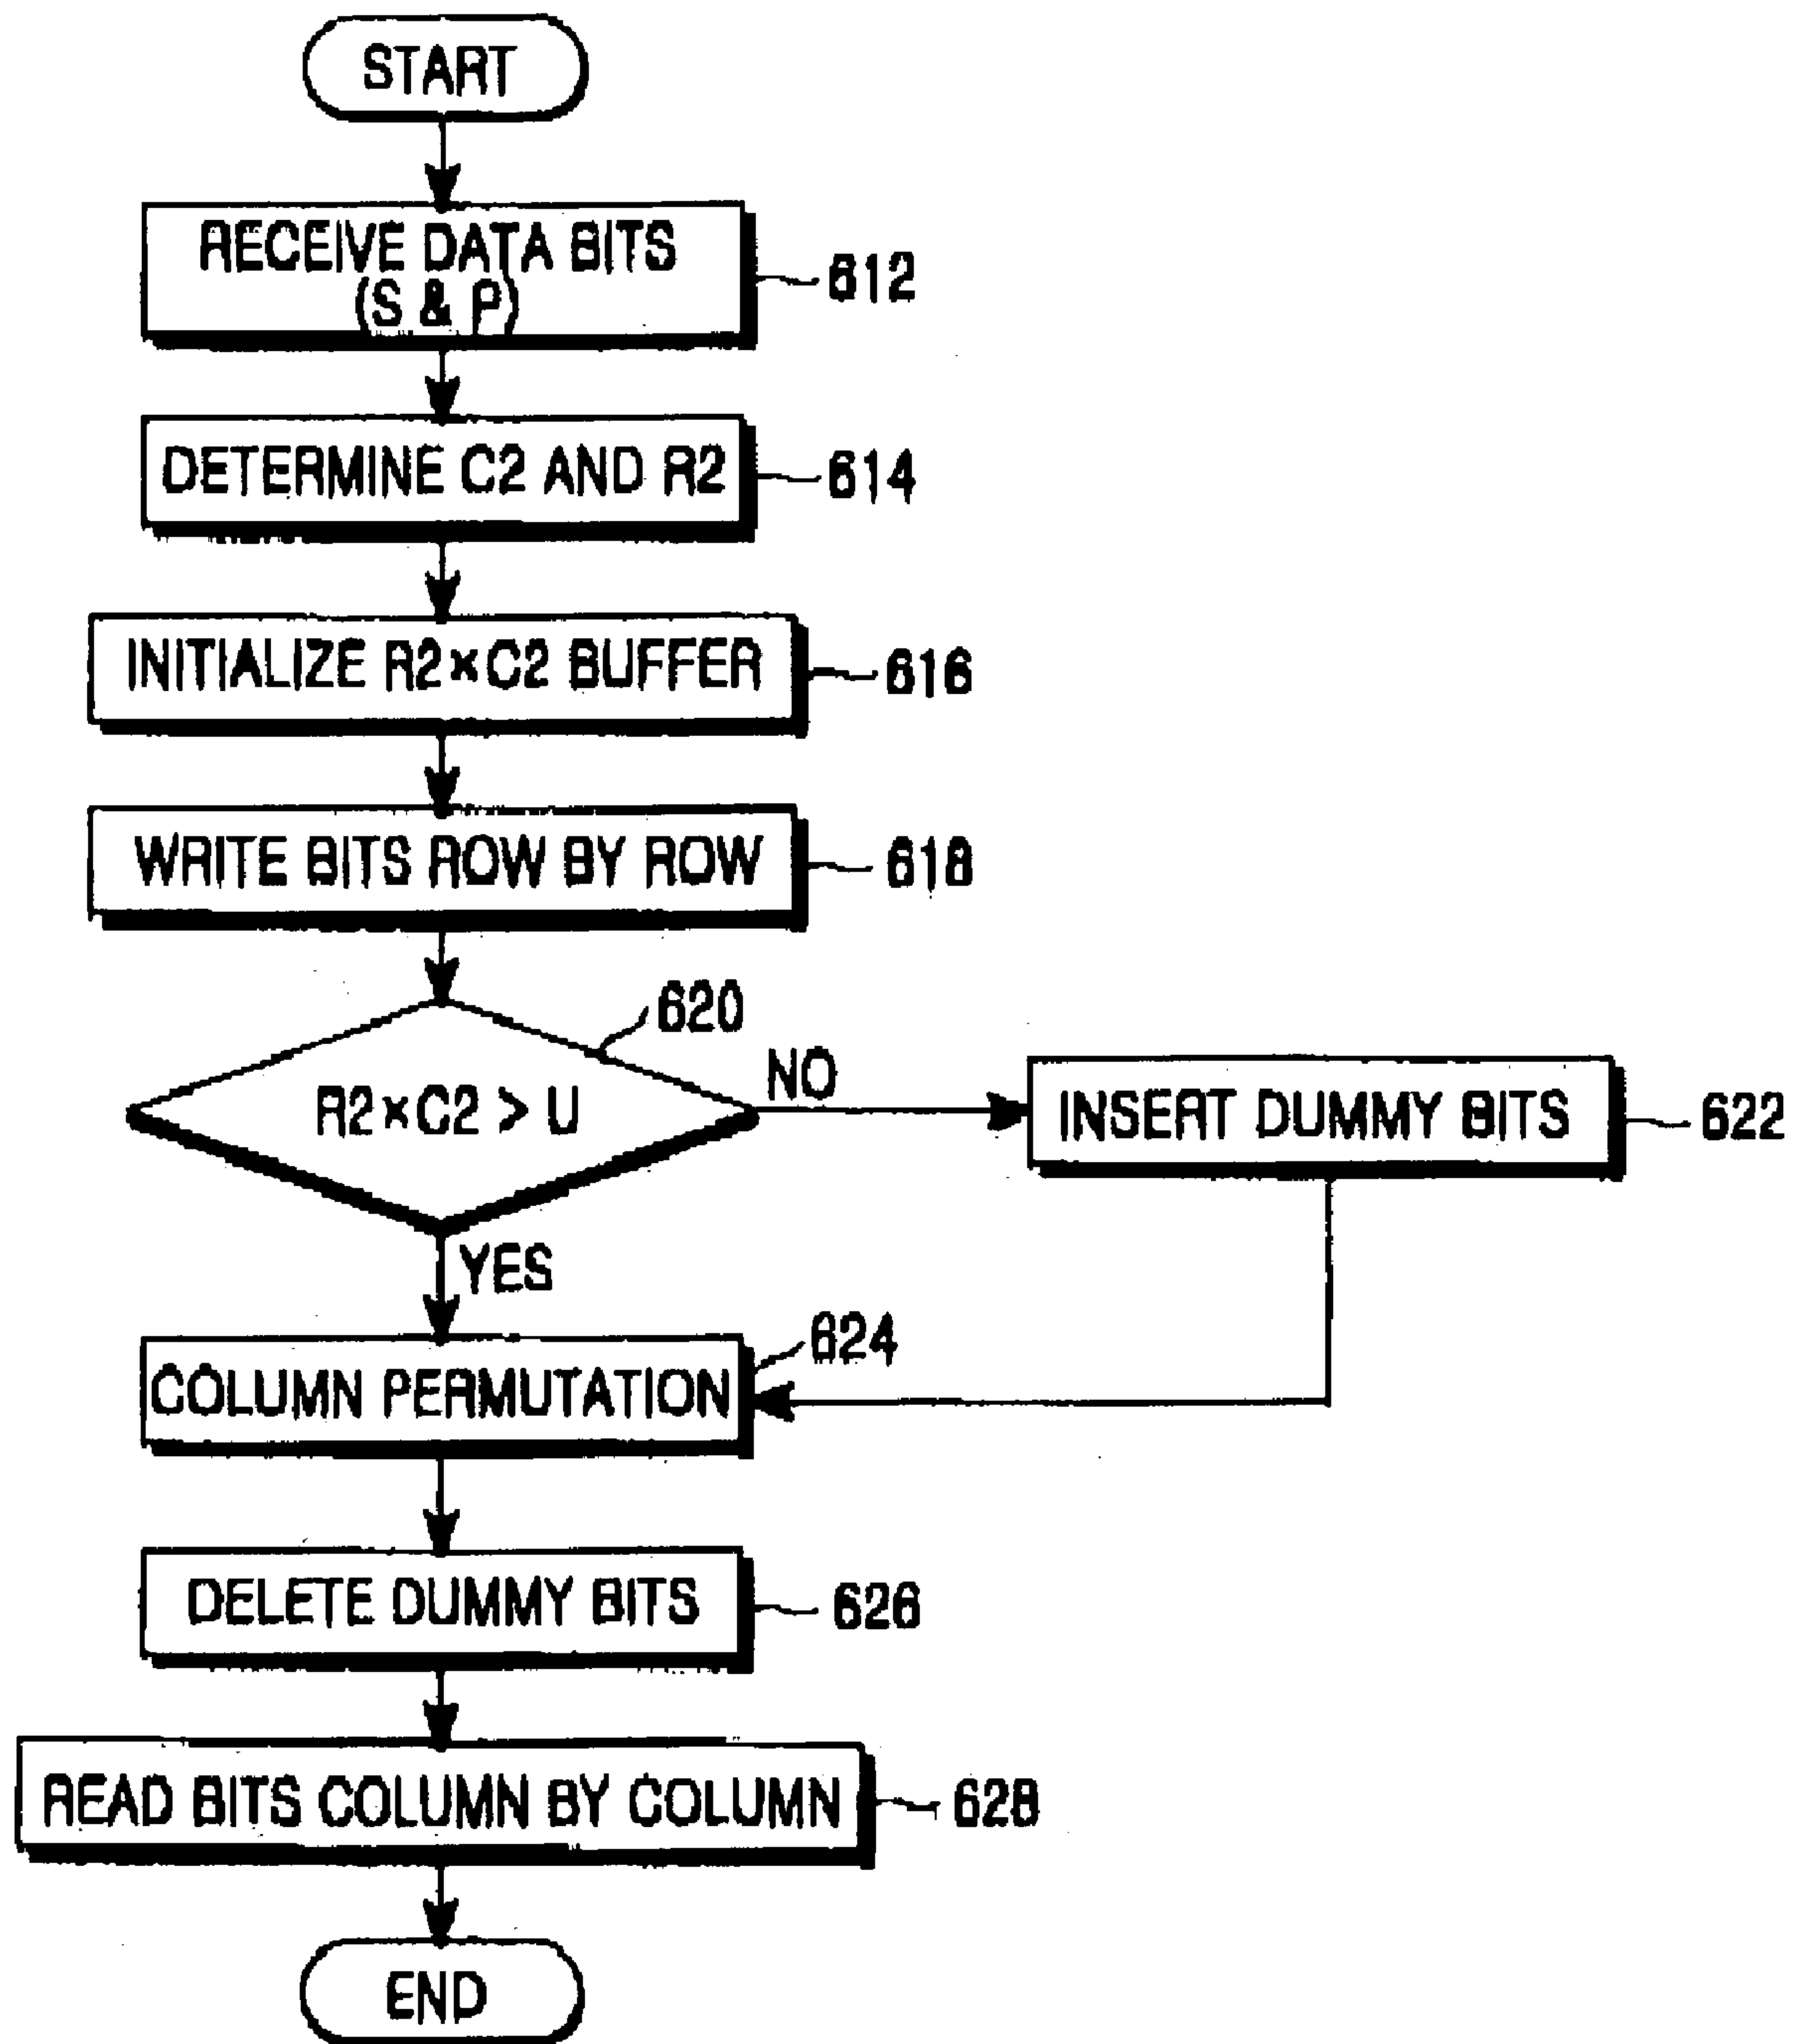 START
RECEIVE DATA BITS
(S & P)
612
DETERMINE C2 AND R2
614
INITIALIZE R2×C2 BUFFER
616
WRITE BITS ROW BY ROW
618
620
R2×C2 > U
NO
INSERT DUMMY BITS
622
YES
624
COLUMN PERMUTATION
DELETE DUMMY BITS
626
READ BITS COLUMN BY COLUMN
628
END